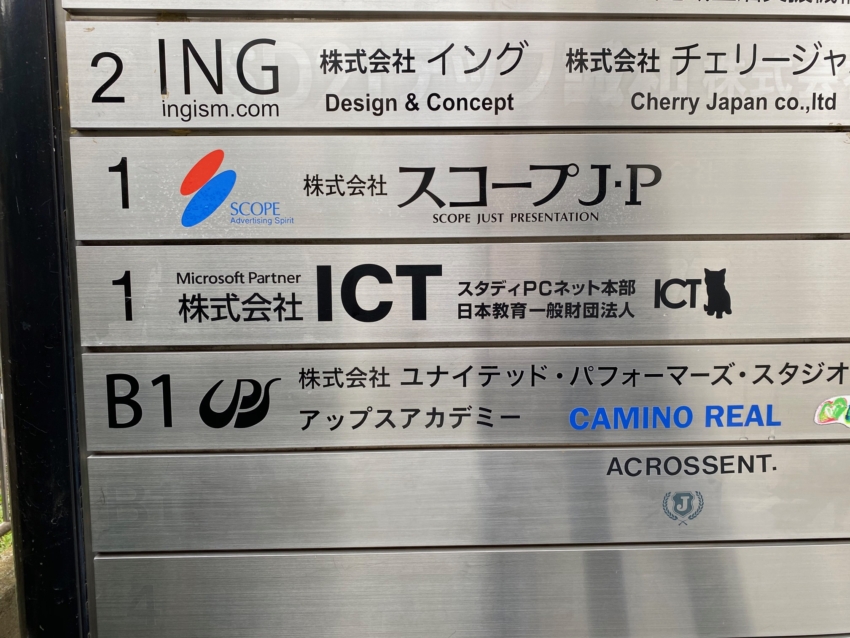 2 ING 株式会社 イング 株式会社 チェリージャ
ingism.com Design & Concept Cherry Japan co.,ltd
1 SCOPE Advertising Spirit 株式会社 スコープJ·P
SCOPE JUST PRESENTATION
1 Microsoft Partner 株式会社 ICT スタディPCネット本部 ICT
日本教育一般財団法人
B1 UPS 株式会社 ユナイテッド・パフォーマーズ・スタジオ
アップスアカデミー CAMINO REAL
ACROSSENT.
J